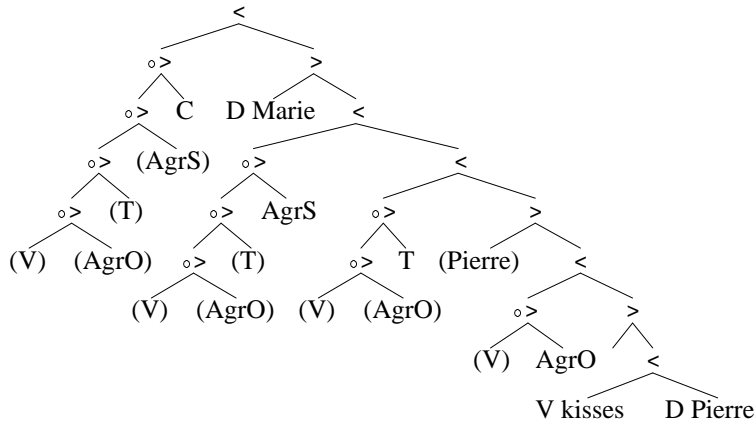 <
∘> >
∘> C D Marie <
∘> (AgrS) ∘> <
∘> (T) ∘> AgrS ∘> >
(V) (AgrO) ∘> (T) ∘> T (Pierre) <
(V) (AgrO) (V) (AgrO) ∘> >
(V) AgrO <
V kisses D Pierre